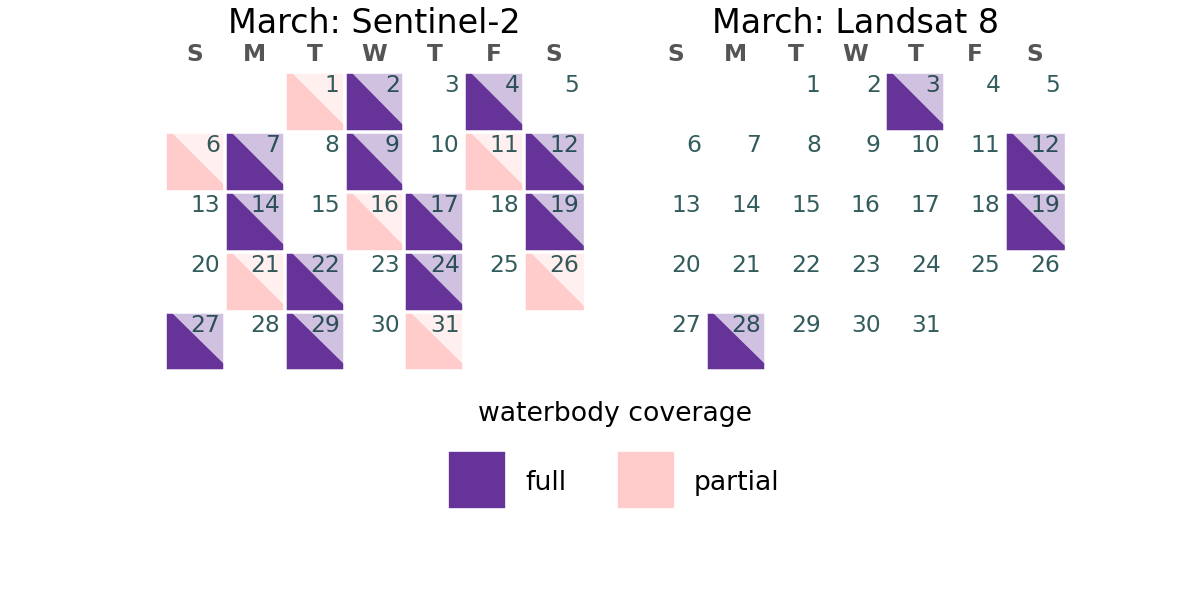 March: Sentinel-2
S M T W T F S
1 2 3 4 5
6 7 8 9 10 11 12
13 14 15 16 17 18 19
20 21 22 23 24 25 26
27 28 29 30 31
March: Landsat 8
S M T W T F S
1 2 3 4 5
6 7 8 9 10 11 12
13 14 15 16 17 18 19
20 21 22 23 24 25 26
27 28 29 30 31
waterbody coverage
full partial